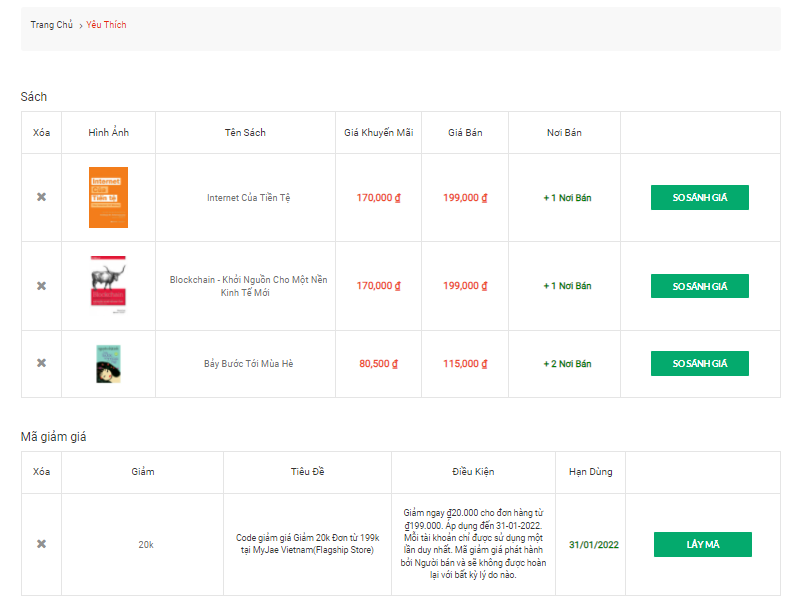 Trang Chủ > Yêu Thích
Sách
Xóa Hình Ảnh Tên Sách Giá Khuyến Mãi Giá Bán Nơi Bán
Internet
Của
Tiền tệ
✖ Internet Của Tiền Tệ 170,000 ₫ 199,000 ₫ + 1 Nơi Bán SO SÁNH GIÁ
Blockchain
✖ Blockchain - Khởi Nguồn Cho Một Nền
Kinh Tế Mới
170,000 ₫ 199,000 ₫ + 1 Nơi Bán SO SÁNH GIÁ
✖ Bảy Bước Tới Mùa Hè 80,500 ₫ 115,000 ₫ + 2 Nơi Bán SO SÁNH GIÁ
Mã giảm giá
Xóa Giảm Tiêu Đề Điều Kiện Hạn Dùng
✖ 20k
Code giảm giá Giảm 20k Đơn từ 199k
tại MyJae Vietnam(Flagship Store)
Giảm ngay ₫20.000 cho đơn hàng từ
₫199.000. Áp dụng đến 31-01-2022.
Mỗi tài khoản chỉ được sử dụng một
lần duy nhất. Mã giảm giá phát hành
bởi Người bán và sẽ không được hoàn
lại với bất kỳ lý do nào.
31/01/2022
LẤY MÃ